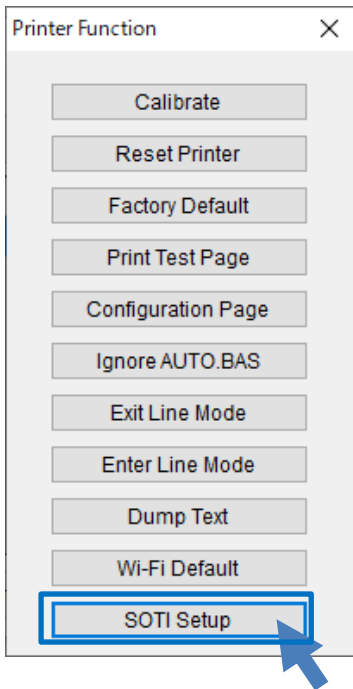 Printer Function
Calibrate
Reset Printer
Factory Default
Print Test Page
Configuration Page
Ignore AUTO.BAS
Exit Line Mode
Enter Line Mode
Dump Text
Wi-Fi Default
SOTI Setup